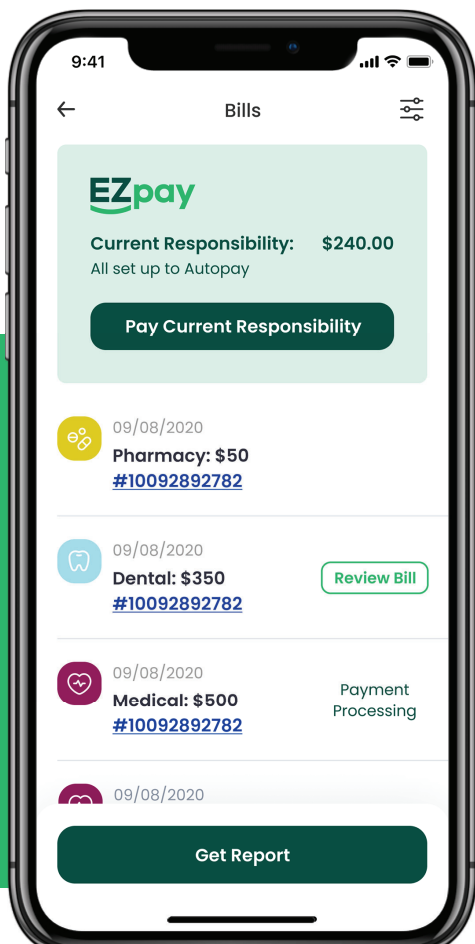 9:41
Bills
EZpay
Current Responsibility: $240.00
All set up to Autopay
Pay Current Responsibility
09/08/2020
Pharmacy: $50
#10092892782
09/08/2020
Dental: $350
#10092892782
Review Bill
09/08/2020
Medical: $500
#10092892782
Payment
Processing
09/08/2020
Get Report